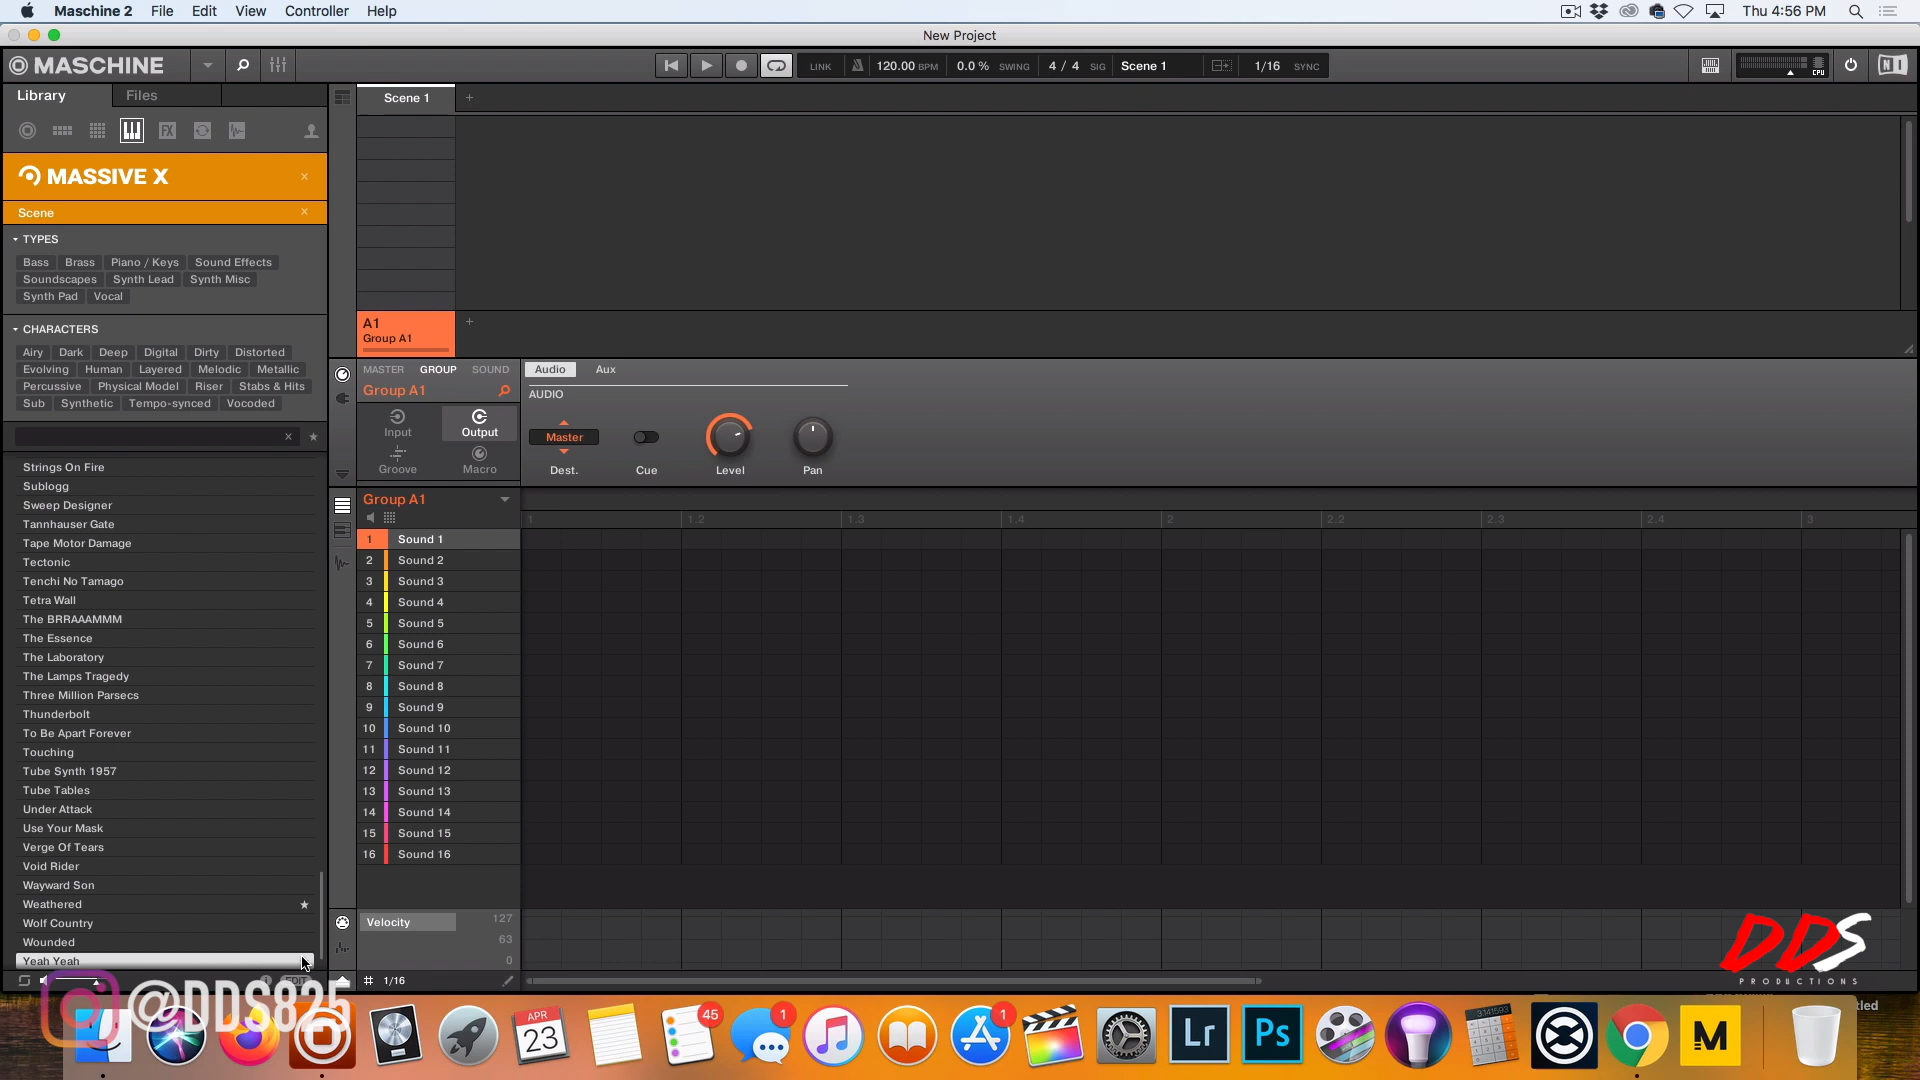 Maschine 2 File Edit View Controller Help
Thu 4:56 PM
New Project
MASCHINE
LINK 120.00 BPM 0.0 % SWING 4 / 4 SIG Scene 1 1/16 SYNC
CPU
NI
Library Files
Scene 1 +
FX
MASSIVE X ×
Scene ×
TYPES
Bass Brass Piano / Keys Sound Effects
Soundscapes Synth Lead Synth Misc
Synth Pad Vocal
CHARACTERS
Airy Dark Deep Digital Dirty Distorted
Evolving Human Layered Melodic Metallic
Percussive Physical Model Riser Stabs & Hits
Sub Synthetic Tempo-synced Vocoded
Strings On Fire
Sublogg
Sweep Designer
Tannhauser Gate
Tape Motor Damage
Tectonic
Tenchi No Tamago
Tetra Wall
The BRRAAAMMM
The Essence
The Laboratory
The Lamps Tragedy
Three Million Parsecs
Thunderbolt
To Be Apart Forever
Touching
Tube Synth 1957
Tube Tables
Under Attack
Use Your Mask
Verge Of Tears
Void Rider
Wayward Son
Weathered
Wolf Country
Wounded
Yeah Yeah
EDIT
A1 +
Group A1
MASTER GROUP SOUND
Group A1
Input Output
Groove Macro
Audio Aux
AUDIO
Master
Dest. Cue Level Pan
Group A1
1 1.2 1.3 1.4 2 2.2 2.3 2.4 3
1 Sound 1
2 Sound 2
3 Sound 3
4 Sound 4
5 Sound 5
6 Sound 6
7 Sound 7
8 Sound 8
9 Sound 9
10 Sound 10
11 Sound 11
12 Sound 12
13 Sound 13
14 Sound 14
15 Sound 15
16 Sound 16
Velocity 127
63
0
1/16
DDS
PRODUCTIONS
@DDS825
APR
23
45
1
1
Lr
Ps
3.141593
M